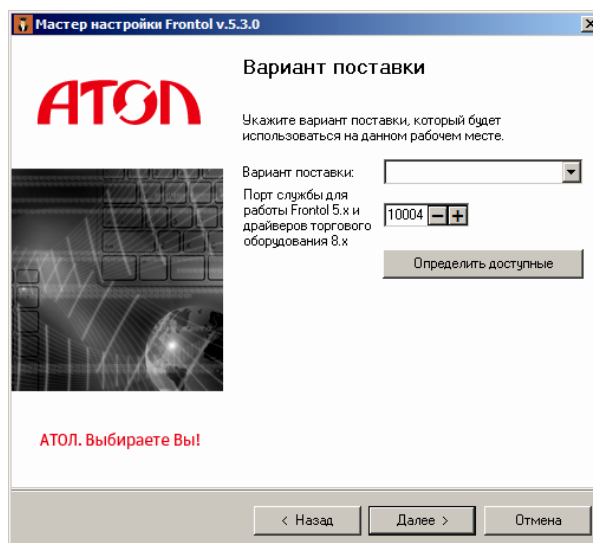 Мастер настройки Frontol v.5.3.0
АТОЛ
Вариант поставки
Укажите вариант поставки, который будет
использоваться на данном рабочем месте.
Вариант поставки:
Порт службы для
работы Frontol 5.x и
драйверов торгового
оборудования 8.x
10004
Определить доступные
АТОЛ. Выбираете Вы!
< Назад
Далее >
Отмена